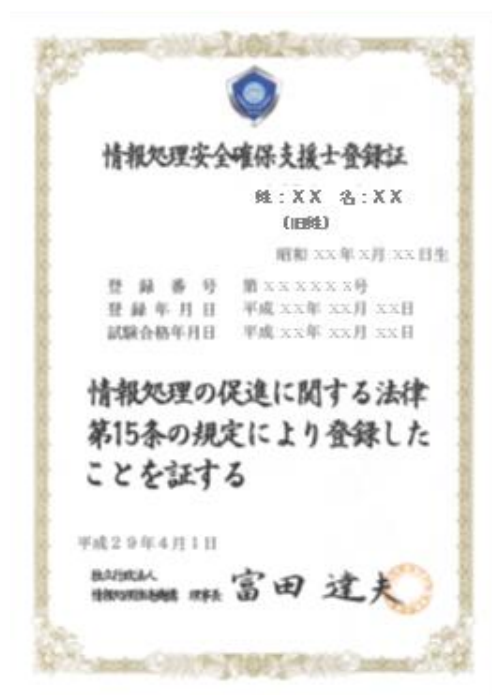 情報処理安全確保支援士登録証
姓：ＸＸ　名：ＸＸ
（旧姓）
昭和 xx年 x月 xx日生
登録番号　第ｘｘｘｘｘｘ号
登録年月日　平成 xx年 xx月 xx日
試験合格年月日　平成 xx年 xx月 xx日
情報処理の促進に関する法律
第15条の規定により登録した
ことを証する
平成２９年４月１日
独立行政法人
情報処理推進機構　理事長　富田 達夫